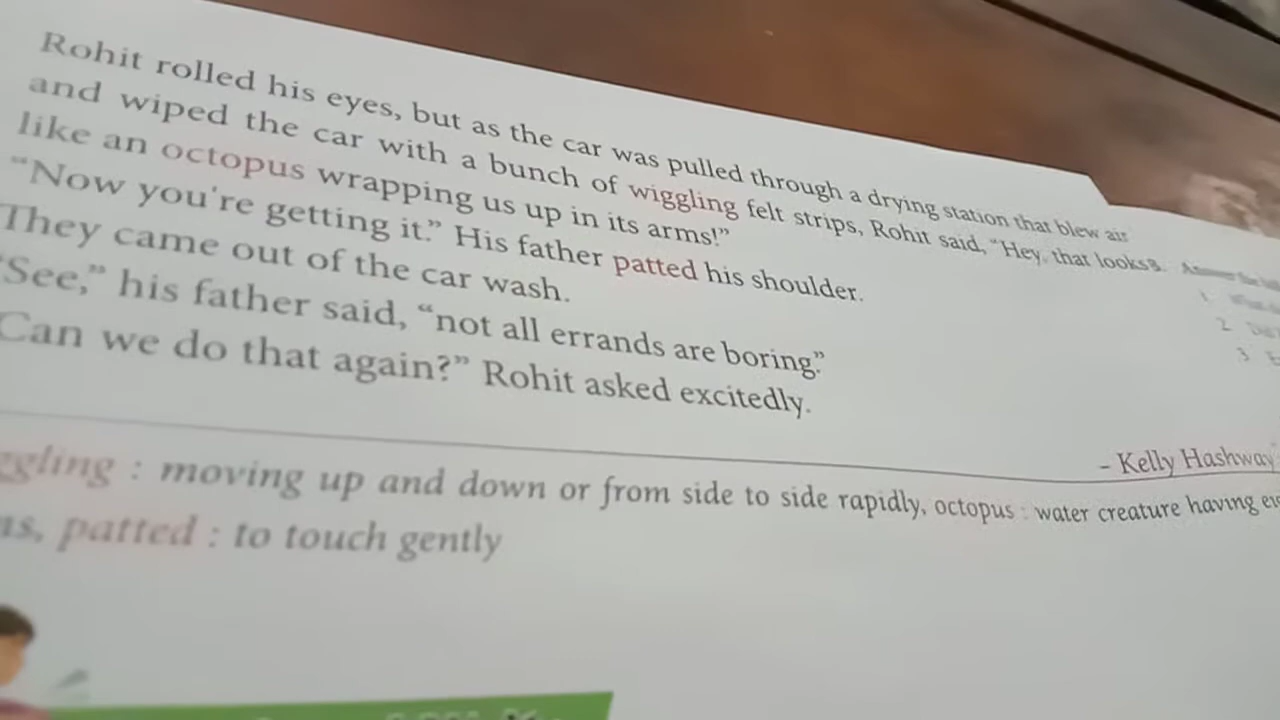 Rohit rolled his eyes, but as the car was pulled through a drying station that blew air
and wiped the car with a bunch of wiggling felt strips, Rohit said, “Hey, that looks
like an octopus wrapping us up in its arms!”
“Now you're getting it.” His father patted his shoulder.
They came out of the car wash.
“See,” his father said, “not all errands are boring.”
Can we do that again?” Rohit asked excitedly.
– Kelly Hashway
ggling : moving up and down or from side to side rapidly, octopus : water creature having
patted : to touch gently